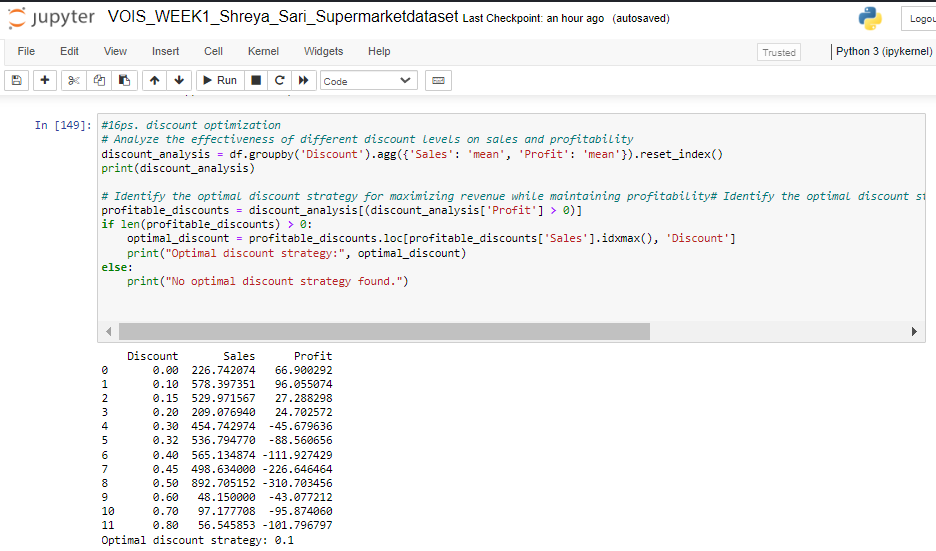 jupyter VOIS_WEEK1_Shreya_Sari_Supermarketdataset Last Checkpoint: an hour ago (autosaved)
File Edit View Insert Cell Kernel Widgets Help Trusted Python 3 (ipykernel)
Run Code
In [149]: #16ps. discount optimization
# Analyze the effectiveness of different discount levels on sales and profitability
discount_analysis = df.groupby('Discount').agg({'Sales': 'mean', 'Profit': 'mean'}).reset_index()
print(discount_analysis)
# Identify the optimal discount strategy for maximizing revenue while maintaining profitability# Identify the optimal discount
profitable_discounts = discount_analysis[(discount_analysis['Profit'] > 0)]
if len(profitable_discounts) > 0:
optimal_discount = profitable_discounts.loc[profitable_discounts['Sales'].idxmax(), 'Discount']
print("Optimal discount strategy:", optimal_discount)
else:
print("No optimal discount strategy found.")
Discount Sales Profit
0 0.00 226.742074 66.900292
1 0.10 578.397351 96.055074
2 0.15 529.971567 27.288298
3 0.20 209.076940 24.702572
4 0.30 454.742974 -45.679636
5 0.32 536.794770 -88.560656
6 0.40 565.134874 -111.927429
7 0.45 498.634000 -226.646464
8 0.50 892.705152 -310.703456
9 0.60 48.150000 -43.077212
10 0.70 97.177708 -95.874060
11 0.80 56.545853 -101.796797
Optimal discount strategy: 0.1